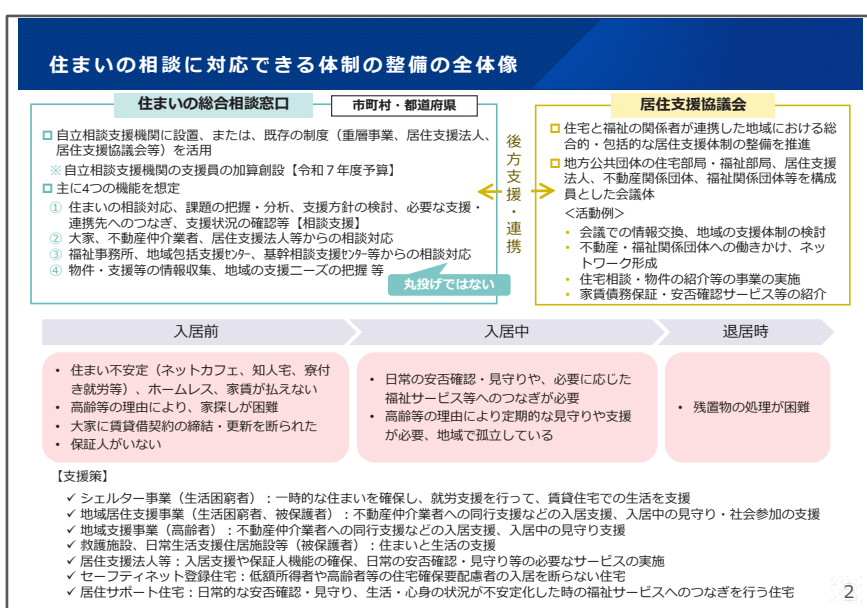 住まいの相談に対応できる体制の整備の全体像
住まいの総合相談窓口
市町村・都道府県
自立相談支援機関に設置、または、既存の制度（重層事業、居住支援法人、
居住支援協議会等）を活用
※自立相談支援機関の支援員の加算創設【令和７年度予算】
主に4つの機能を想定
① 住まいの相談対応、課題の把握・分析、支援方針の検討、必要な支援・
連携先へのつなぎ、支援状況の確認等【相談支援】
② 大家、不動産仲介業者、居住支援法人等からの相談対応
③ 福祉事務所、地域包括支援ｾﾝﾀｰ、基幹相談支援ｾﾝﾀｰ等からの相談対応
④ 物件・支援等の情報収集、地域の支援ニーズの把握 等
丸投げではない
後方支援・連携
居住支援協議会
住宅と福祉の関係者が連携した地域における総
合的・包括的な居住支援体制の整備を推進
地方公共団体の住宅部局・福祉部局、居住支援
法人、不動産関係団体、福祉関係団体等を構成
員とした会議体
＜活動例＞
• 会議での情報交換、地域の支援体制の検討
• 不動産・福祉関係団体への働きかけ、ネッ
トワーク形成
• 住宅相談・物件の紹介等の事業の実施
• 家賃債務保証・安否確認サービス等の紹介
入居前
入居中
退居時
• 住まい不安定（ネットカフェ、知人宅、寮付
き就労等）、ホームレス、家賃が払えない
• 高齢等の理由により、家探しが困難
• 大家に賃貸借契約の締結・更新を断られた
• 保証人がいない
• 日常の安否確認・見守りや、必要に応じた
福祉サービス等へのつなぎが必要
• 高齢等の理由により定期的な見守りや支援
が必要、地域で孤立している
• 残置物の処理が困難
【支援策】
✓ シェルター事業（生活困窮者）：一時的な住まいを確保し、就労支援を行って、賃貸住宅での生活を支援
✓ 地域居住支援事業（生活困窮者、被保護者）：不動産仲介業者への同行支援などの入居支援、入居中の見守り・社会参加の支援
✓ 地域支援事業（高齢者）：不動産仲介業者への同行支援などの入居支援、入居中の見守り支援
✓ 救護施設、日常生活支援住居施設等（被保護者）：住まいと生活の支援
✓ 居住支援法人等：入居支援や保証人機能の確保、日常の安否確認・見守り等の必要なサービスの実施
✓ セーフティネット登録住宅：低額所得者や高齢者等の住宅確保要配慮者の入居を断らない住宅
✓ 居住サポート住宅：日常的な安否確認・見守り、生活・心身の状況が不安定化した時の福祉サービスへのつなぎを行う住宅
2